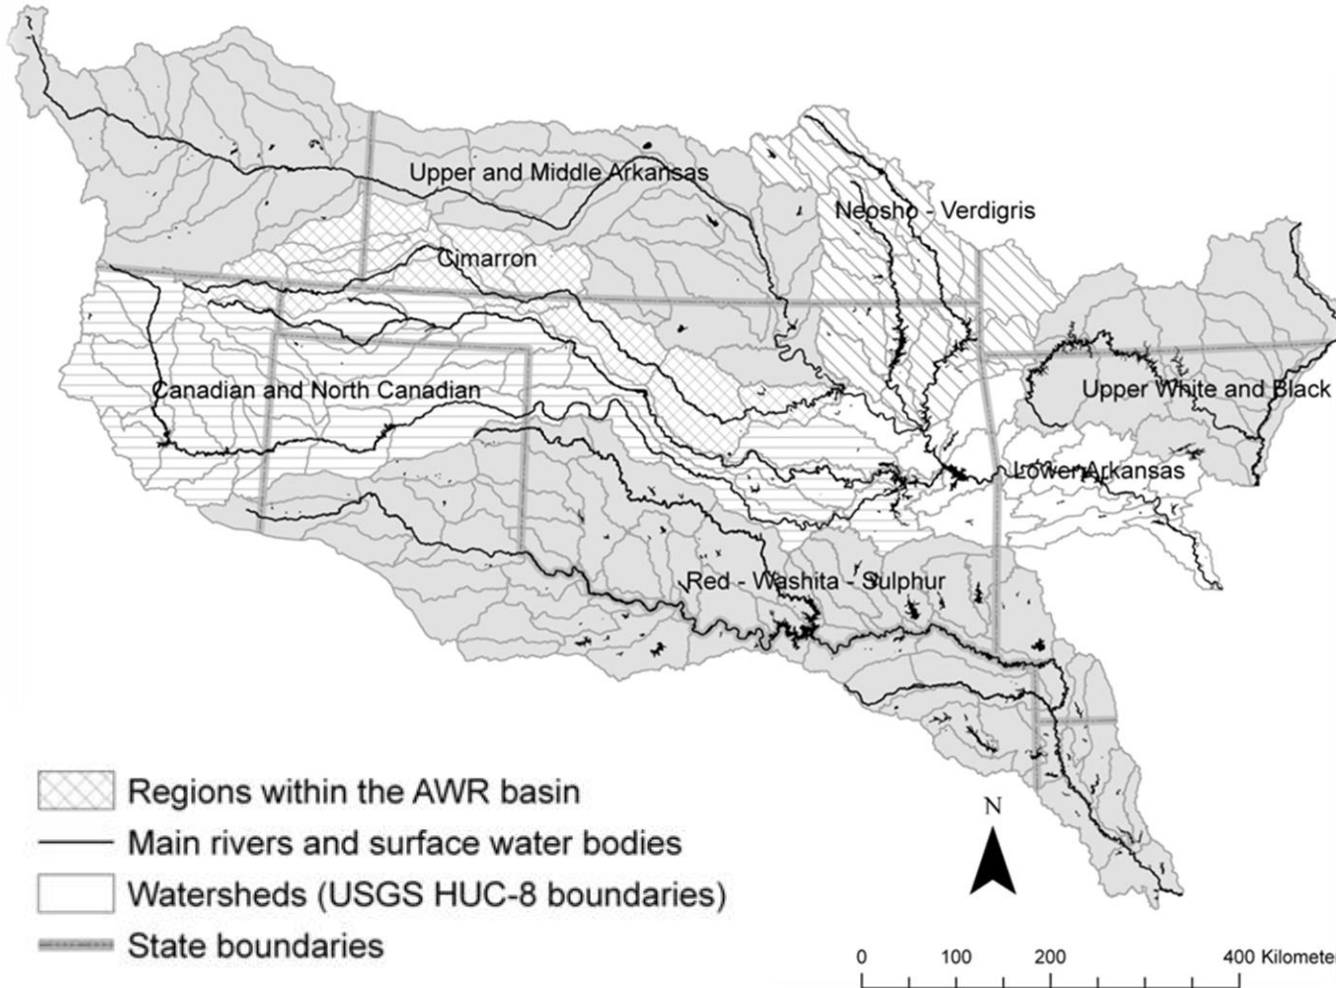 Upper and Middle Arkansas
Neosho - Verdigris
Cimarron
Canadian and North Canadian
Upper White and Black
Lower Arkansas
Red - Washita - Sulphur
Regions within the AWR basin
Main rivers and surface water bodies
Watersheds (USGS HUC-8 boundaries)
State boundaries
N
0 100 200 400 Kilometer